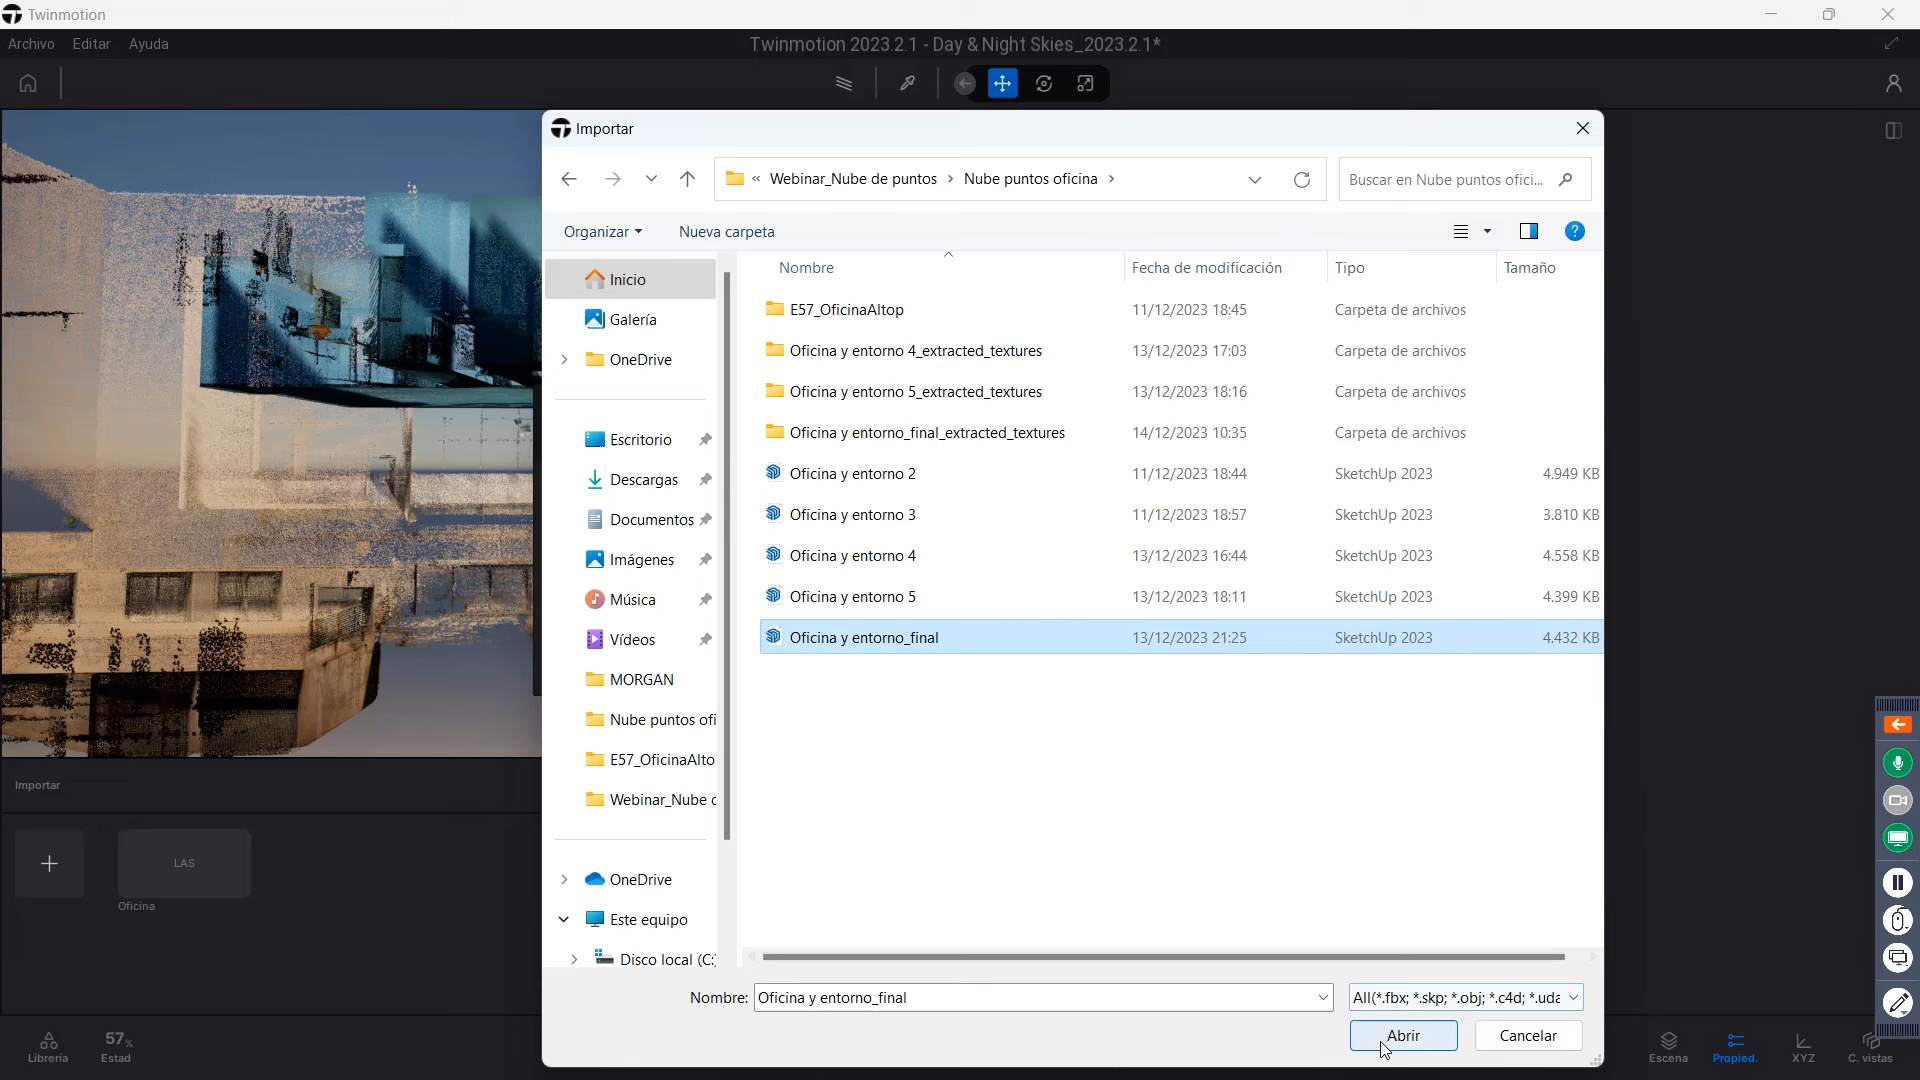 Twinmotion
Archivo Editar Ayuda
Twinmotion 2023.2.1 - Day & Night Skies_2023.2.1*
Importar
« Webinar_Nube de puntos > Nube puntos oficina >
Buscar en Nube puntos ofici...
Organizar
Nueva carpeta
Nombre Fecha de modificación Tipo Tamaño
Inicio
Galería
OneDrive
Escritorio
Descargas
Documentos
Imágenes
Música
Vídeos
MORGAN
Nube puntos ofi
E57_OficinaAlto
Webinar_Nube
OneDrive
Este equipo
Disco local (C:)
E57_OficinaAltop 11/12/2023 18:45 Carpeta de archivos
Oficina y entorno 4_extracted_textures 13/12/2023 17:03 Carpeta de archivos
Oficina y entorno 5_extracted_textures 13/12/2023 18:16 Carpeta de archivos
Oficina y entorno_final_extracted_textures 14/12/2023 10:35 Carpeta de archivos
Oficina y entorno 2 11/12/2023 18:44 SketchUp 2023 4.949 KB
Oficina y entorno 3 11/12/2023 18:57 SketchUp 2023 3.810 KB
Oficina y entorno 4 13/12/2023 16:44 SketchUp 2023 4.558 KB
Oficina y entorno 5 13/12/2023 18:11 SketchUp 2023 4.399 KB
Oficina y entorno_final 13/12/2023 21:25 SketchUp 2023 4.432 KB
Nombre: Oficina y entorno_final
All(*.fbx; *.skp; *.obj; *.c4d; *.uda
Abrir
Cancelar
Importar
LAS
Oficina
Librería
57%
Estad
Escena
Propied.
XYZ
C. vistas